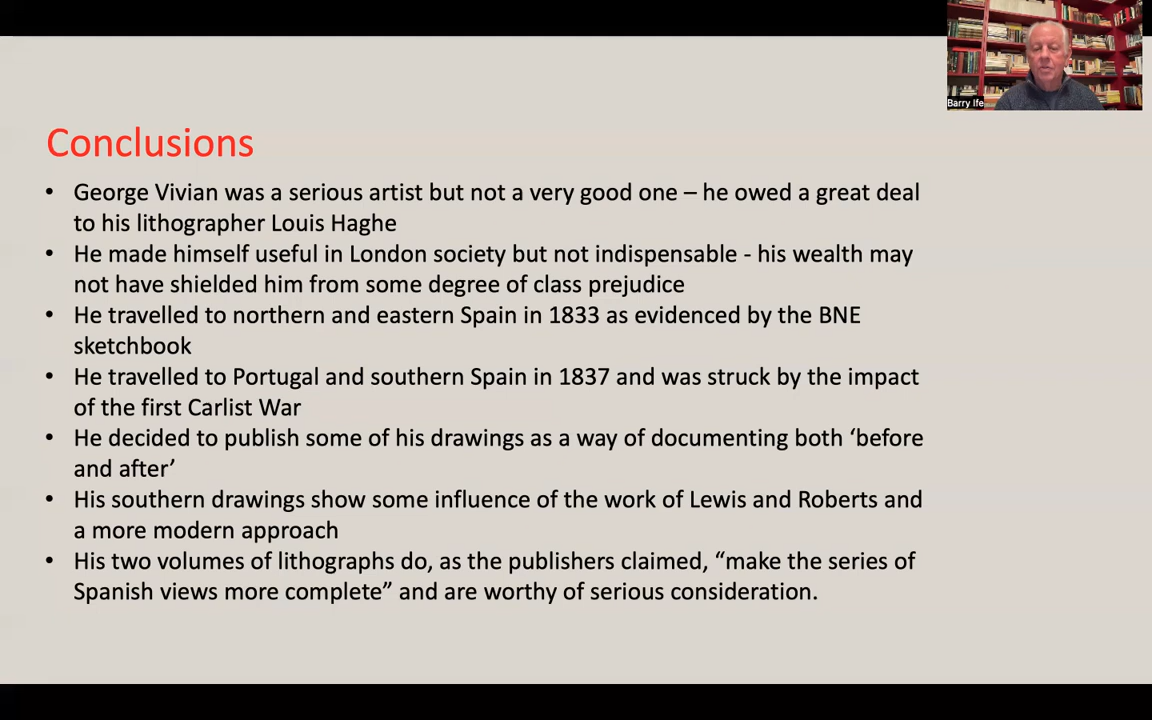 Barry Ife
Conclusions
• George Vivian was a serious artist but not a very good one – he owed a great deal
to his lithographer Louis Haghe
• He made himself useful in London society but not indispensable - his wealth may
not have shielded him from some degree of class prejudice
• He travelled to northern and eastern Spain in 1833 as evidenced by the BNE
sketchbook
• He travelled to Portugal and southern Spain in 1837 and was struck by the impact
of the first Carlist War
• He decided to publish some of his drawings as a way of documenting both ‘before
and after’
• His southern drawings show some influence of the work of Lewis and Roberts and
a more modern approach
• His two volumes of lithographs do, as the publishers claimed, “make the series of
Spanish views more complete” and are worthy of serious consideration.